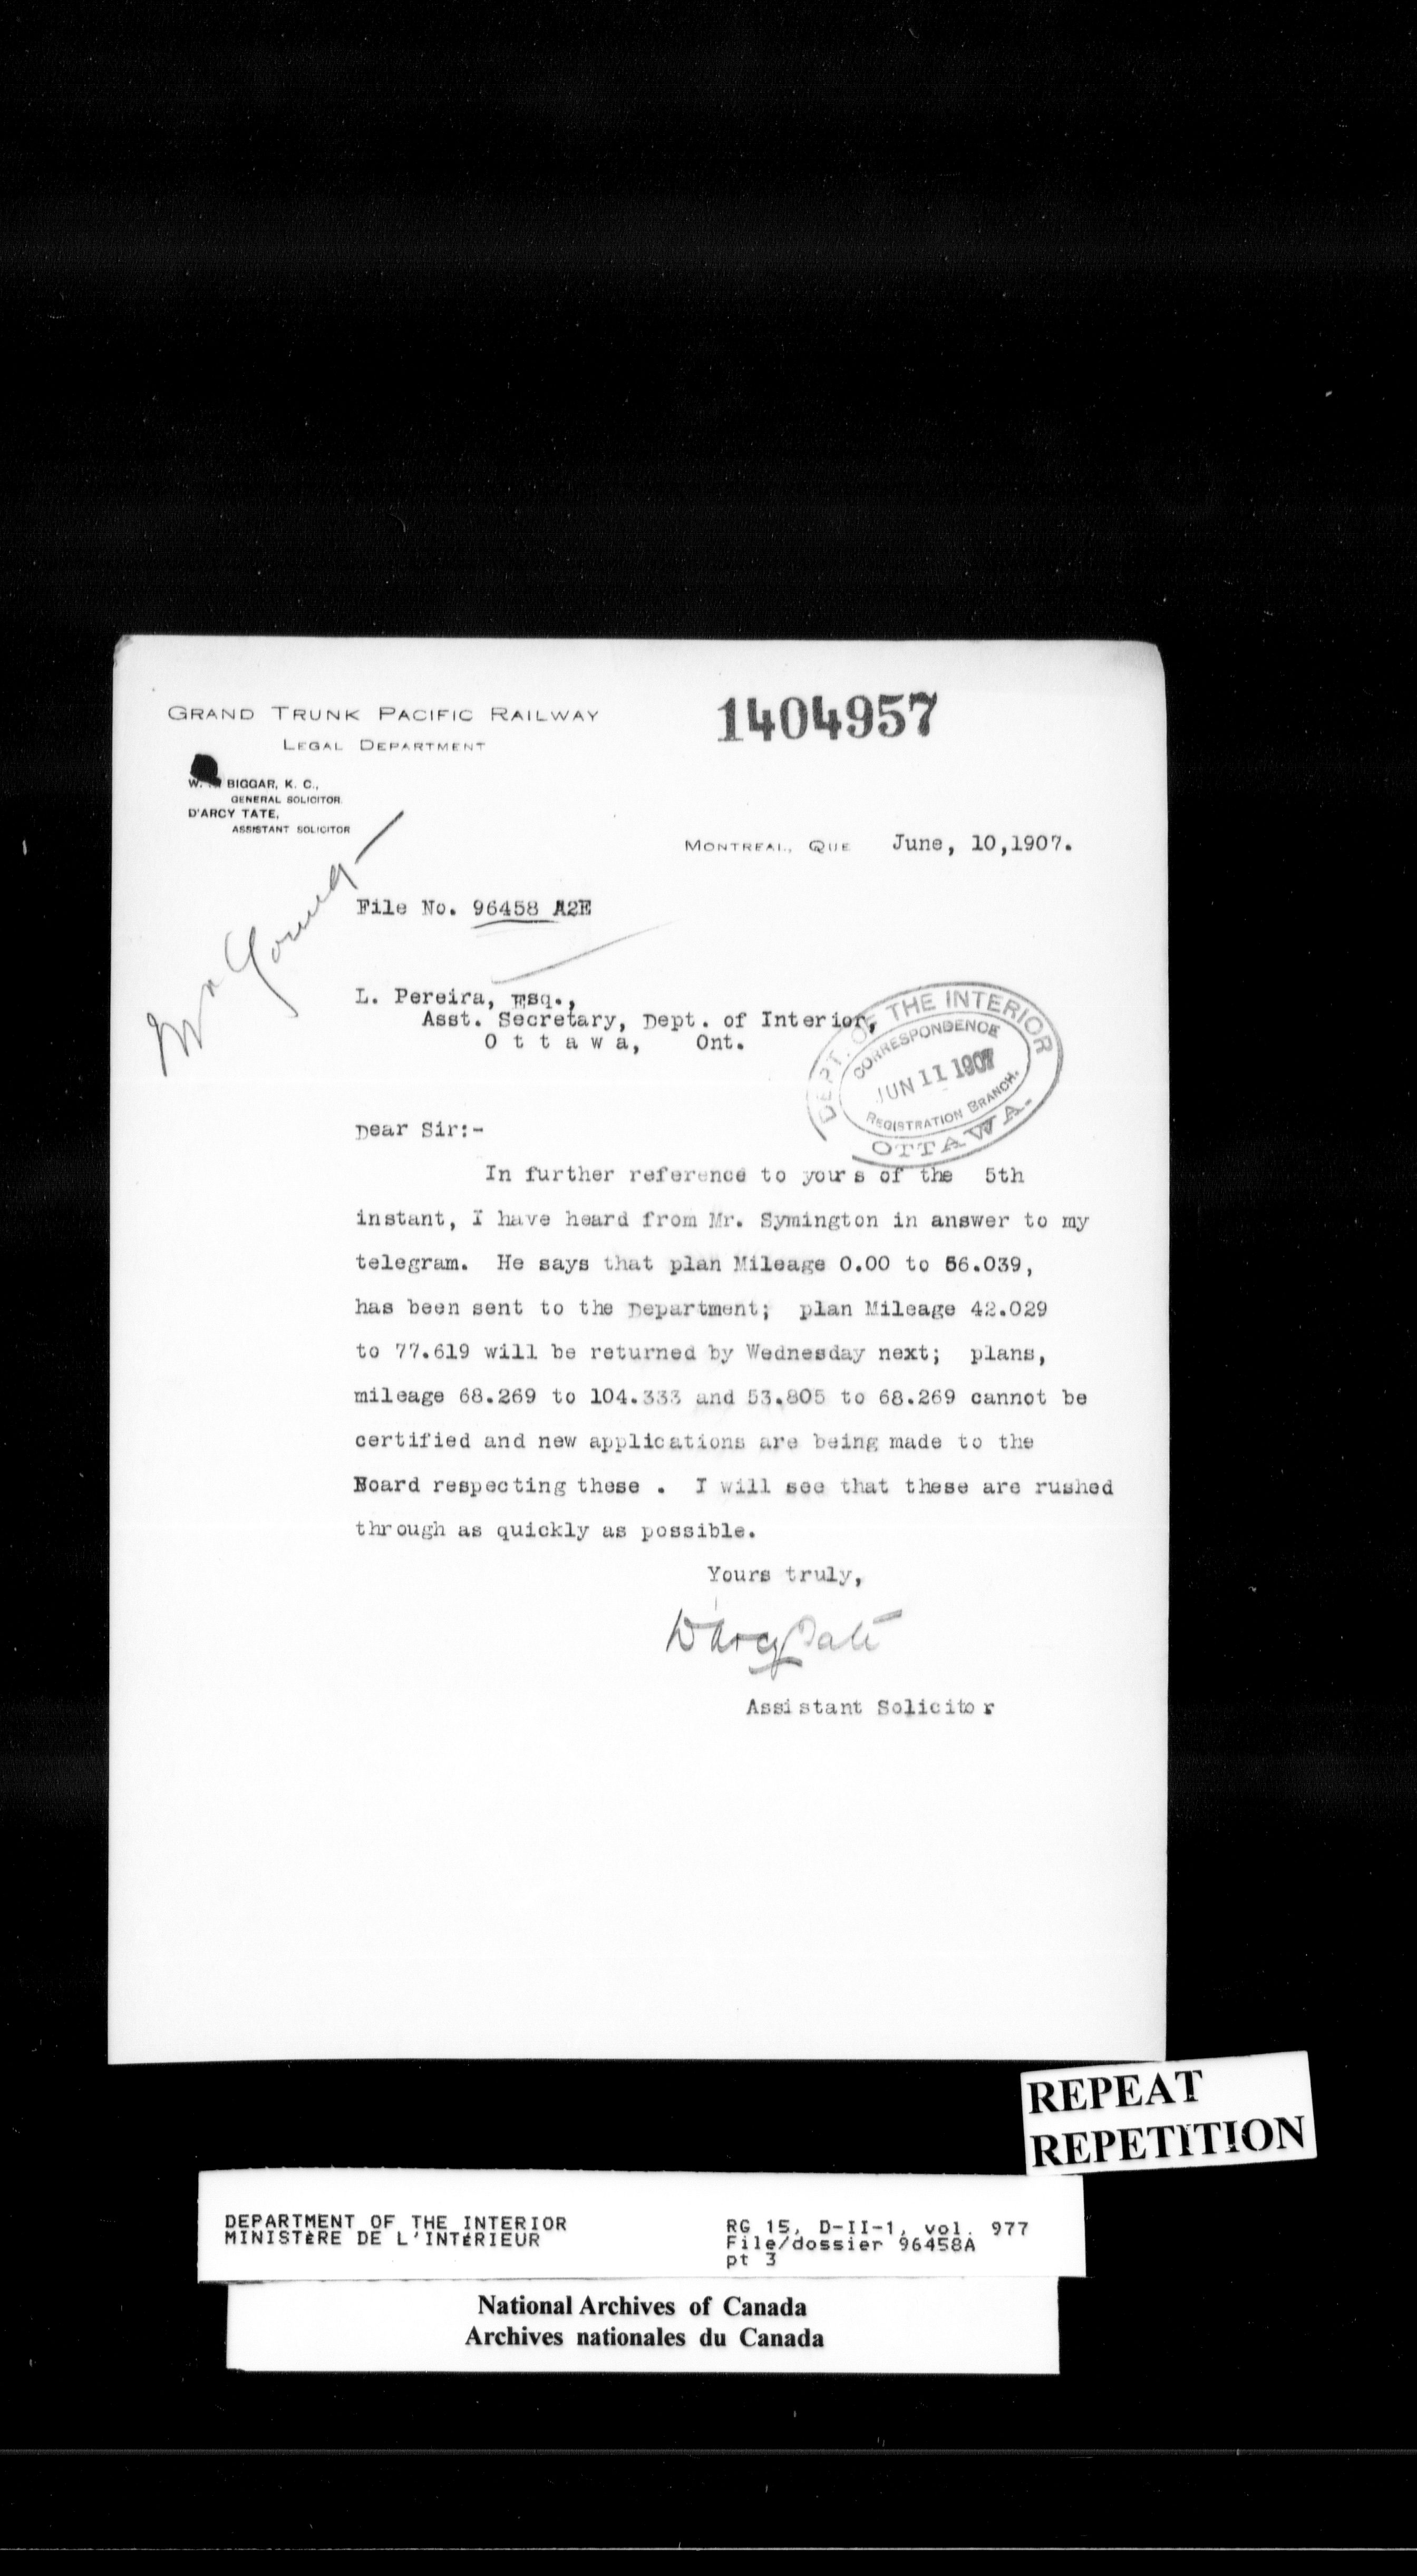 GRAND TRUNK PACIFIC RAILWAY
LEGAL DEPARTMENT
1404957
W. BIGGAR, K. C.,
GENERAL SOLICITOR.
D'ARCY TATE,
ASSISTANT SOLICITOR
MONTREAL, QUE June, 10,1907.
Mr Young
File No. 96458 A2E
L. Pereira, Esq.,
Asst. Secretary, Dept. of Interior,
O t t a w a, Ont.
DEPT. OF THE INTERIOR
CORRESPONDENCE
JUN 11 1907
REGISTRATION BRANCH.
OTTAWA.
Dear Sir:-
In further reference to yours of the 5th
instant, I have heard from Mr. Symington in answer to my
telegram. He says that plan Mileage 0.00 to 56.039,
has been sent to the Department; plan Mileage 42.029
to 77.619 will be returned by Wednesday next; plans,
mileage 68.269 to 104.333 and 53.805 to 68.269 cannot be
certified and new applications are being made to the
Board respecting these . I will see that these are rushed
through as quickly as possible.
Yours truly,
D'Arcy Tate
Assistant Solicitor
REPEAT
REPETITION
DEPARTMENT OF THE INTERIOR
MINISTÈRE DE L'INTÉRIEUR
RG 15, D-II-1, vol. 977
File/dossier 96458A
pt 3
National Archives of Canada
Archives nationales du Canada